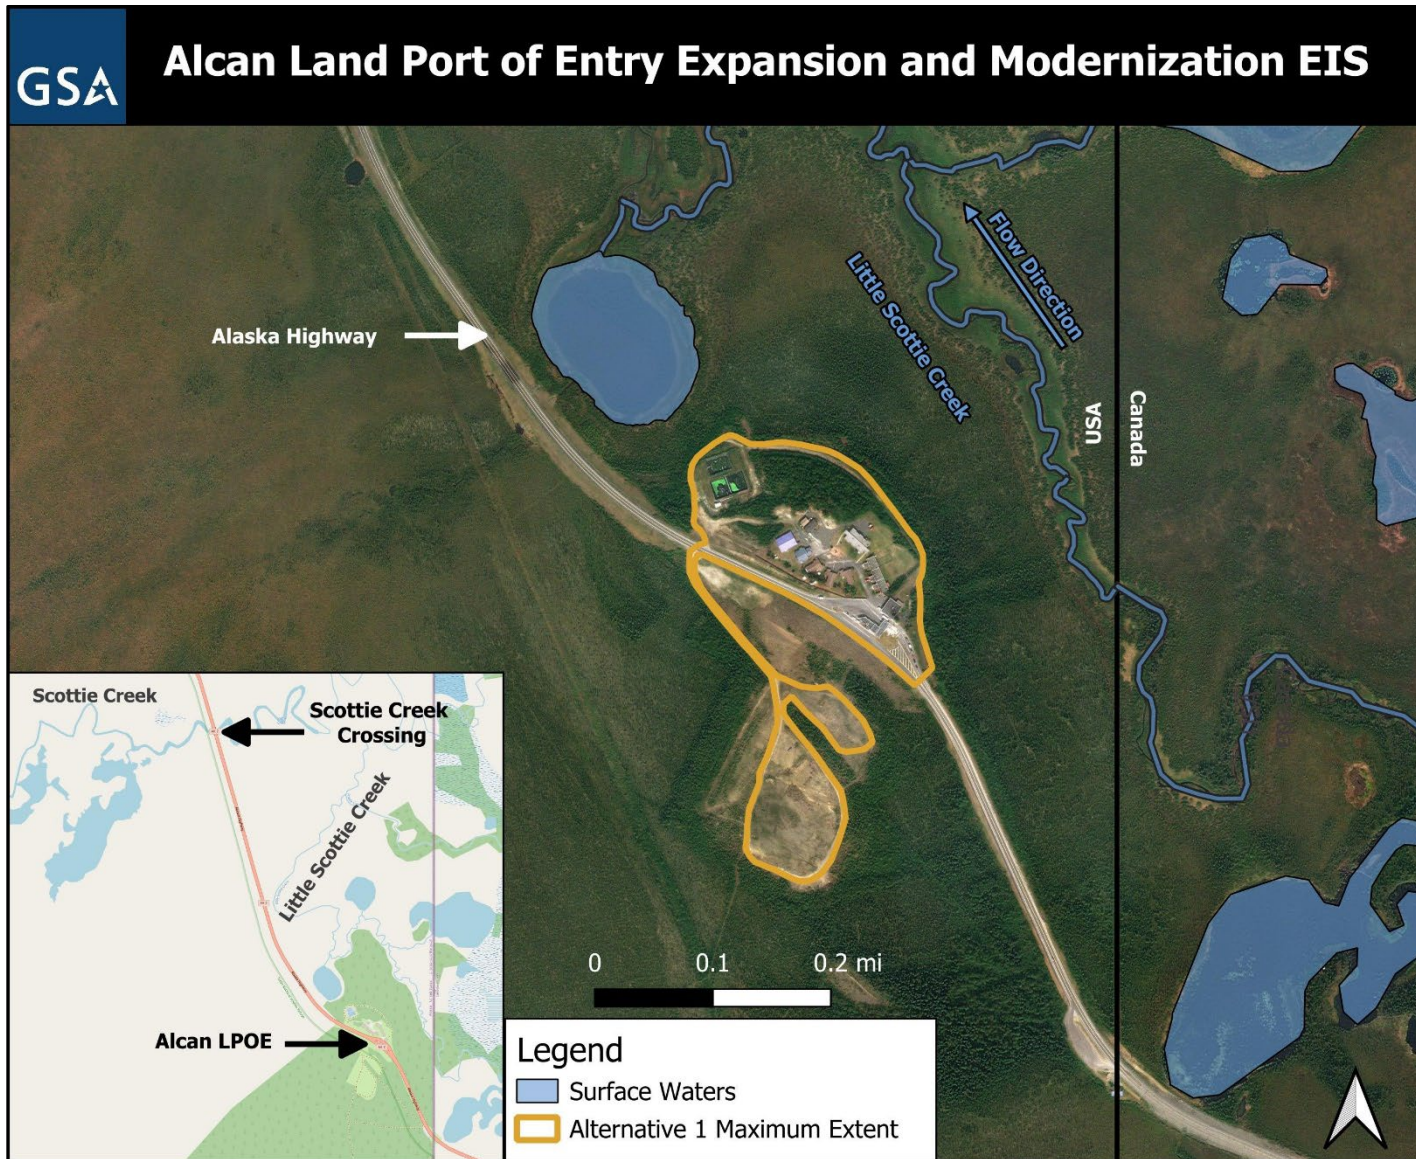 GSA
Alcan Land Port of Entry Expansion and Modernization EIS
Flow Direction
Little Scottie Creek
Alaska Highway
USA
Canada
Scottie Creek
Scottie Creek
Crossing
Little Scottie Creek
Alcan LPOE
0 0.1 0.2 mi
Legend
Surface Waters
Alternative 1 Maximum Extent